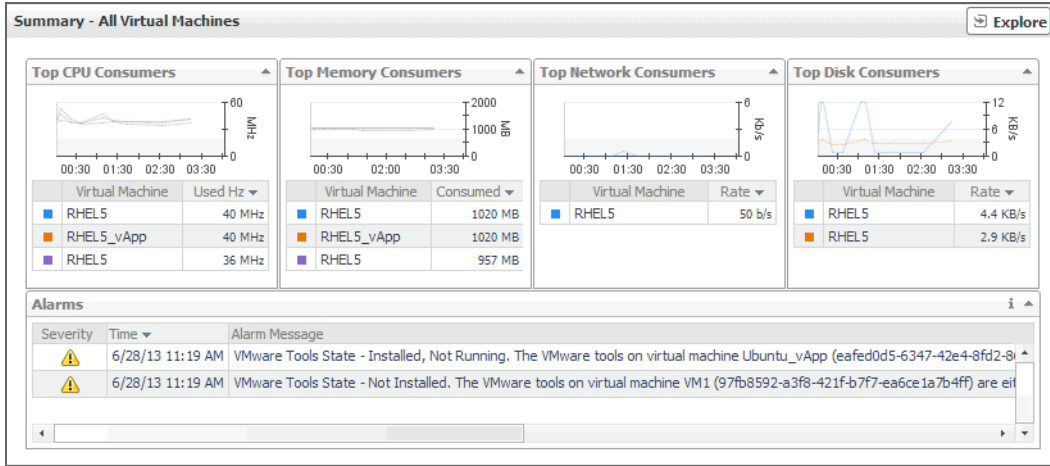 Summary - All Virtual Machines
Explore
Top CPU Consumers
60
MHz
0
00:30 01:30 02:30 03:30
Virtual Machine Used Hz
RHEL5 40 MHz
RHEL5_vApp 40 MHz
RHEL5 36 MHz
Top Memory Consumers
2000
1000
MB
0
00:30 02:00 03:30
Virtual Machine Consumed
RHEL5 1020 MB
RHEL5_vApp 1020 MB
RHEL5 957 MB
Top Network Consumers
6
Kb/s
0
00:30 01:30 02:30 03:30
Virtual Machine Rate
RHEL5 50 b/s
Top Disk Consumers
12
6
KB/s
0
00:30 01:30 02:30 03:30
Virtual Machine Rate
RHEL5 4.4 KB/s
RHEL5 2.9 KB/s
Alarms
i
Severity Time Alarm Message
6/28/13 11:19 AM VMware Tools State - Installed, Not Running. The VMware tools on virtual machine Ubuntu_vApp (eafed0d5-6347-42e4-8fd2-8
6/28/13 11:19 AM VMware Tools State - Not Installed. The VMware tools on virtual machine VM1 (97fb8592-a3f8-421f-b7f7-ea6ce1a7b4ff) are eit